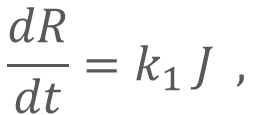 dR/dt = k₁ J ,